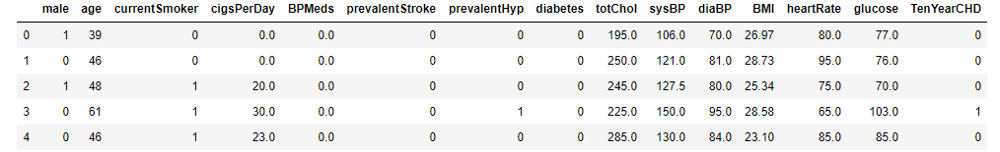 male age currentSmoker cigsPerDay BPMeds prevalentStroke prevalentHyp diabetes totChol sysBP diaBP BMI heartRate glucose TenYearCHD
0 1 39 0 0.0 0.0 0 0 0 195.0 106.0 70.0 26.97 80.0 77.0 0
1 0 46 0 0.0 0.0 0 0 0 250.0 121.0 81.0 28.73 95.0 76.0 0
2 1 48 1 20.0 0.0 0 0 0 245.0 127.5 80.0 25.34 75.0 70.0 0
3 0 61 1 30.0 0.0 0 1 0 225.0 150.0 95.0 28.58 65.0 103.0 1
4 0 46 1 23.0 0.0 0 0 0 285.0 130.0 84.0 23.10 85.0 85.0 0